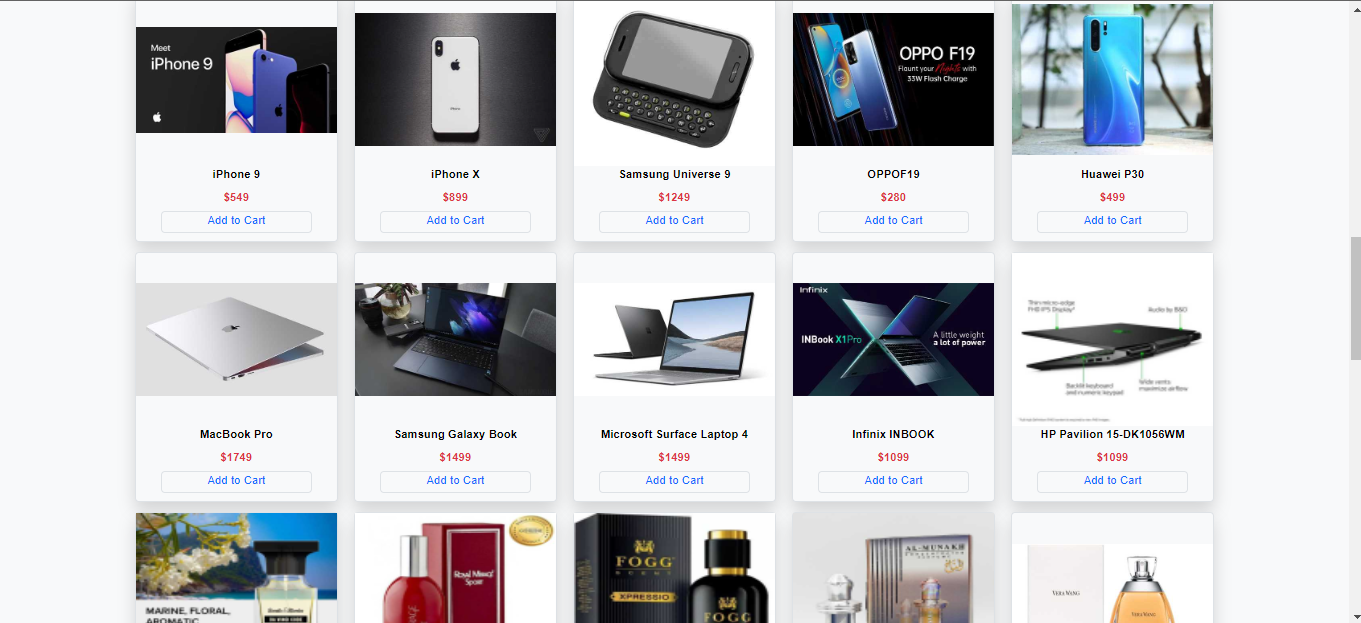 Meet
iPhone 9
OPPO F19
Flaunt your Nights with
33W Flash Charge
iPhone 9
iPhone X
Samsung Universe 9
OPPOF19
Huawei P30
$549
$899
$1249
$280
$499
Add to Cart
Add to Cart
Add to Cart
Add to Cart
Add to Cart
Infinix
INBook X1Pro
A little weight
a lot of power
Thin micro-edge
FHD IPS Display
Audio by B&O
Backlit keyboard
and numeric keypad
Wide vents
maximize airflow
MacBook Pro
Samsung Galaxy Book
Microsoft Surface Laptop 4
Infinix INBOOK
HP Pavilion 15-DK1056WM
$1749
$1499
$1499
$1099
$1099
Add to Cart
Add to Cart
Add to Cart
Add to Cart
Add to Cart
MARINE, FLORAL,
AROMATIC
Royal Mirage
Sport
FOGG
SCENT
XPRESSIO
FOGG
AL-MUNAKH
VERA WANG
VERA WANG